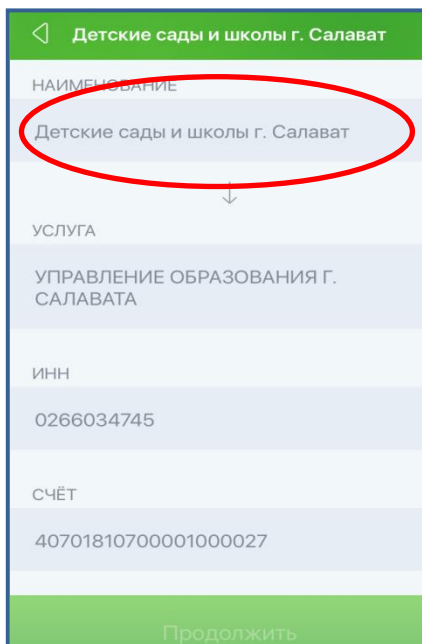 Детские сады и школы г. Салават
НАИМЕНОВАНИЕ
Детские сады и школы г. Салават
УСЛУГА
УПРАВЛЕНИЕ ОБРАЗОВАНИЯ Г.
САЛАВАТА
ИНН
0266034745
СЧЁТ
40701810700001000027
Продолжить